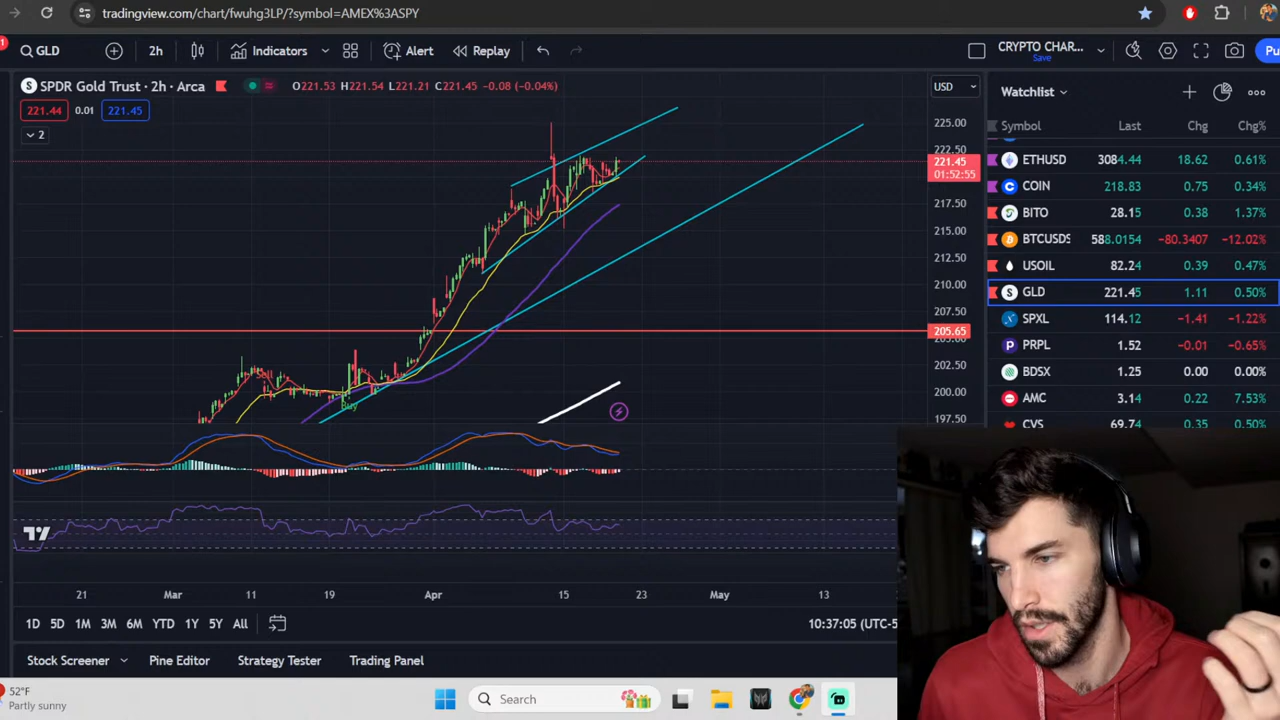 tradingview.com/chart/fwuhg3LP/?symbol=AMEX%3ASPY
1
GLD 2h Indicators Alert Replay CRYPTO CHAR... Save Pu
SPDR Gold Trust · 2h · Arca O221.53 H221.54 L221.21 C221.45 -0.08 (-0.04%) USD
221.44 0.01 221.45
2
225.00
222.50
221.45
01:52:55
217.50
215.00
212.50
210.00
207.50
205.65
205.00
202.50
200.00
197.50
Sell
Buy
Watchlist
Symbol Last Chg Chg%
ETHUSD 3084.44 18.62 0.61%
COIN 218.83 0.75 0.34%
BITO 28.15 0.38 1.37%
BTCUSDS 588.0154 -80.3407 -12.02%
USOIL 82.24 0.39 0.47%
GLD 221.45 1.11 0.50%
SPXL 114.12 -1.41 -1.22%
PRPL 1.52 -0.01 -0.65%
BDSX 1.25 0.00 0.00%
AMC 3.14 0.22 7.53%
CVS 69.74 0.35 0.50%
21 Mar 11 19 Apr 15 23 May 13
1D 5D 1M 3M 6M YTD 1Y 5Y All 10:37:05 (UTC-5
Stock Screener Pine Editor Strategy Tester Trading Panel
52°F
Partly sunny
Search